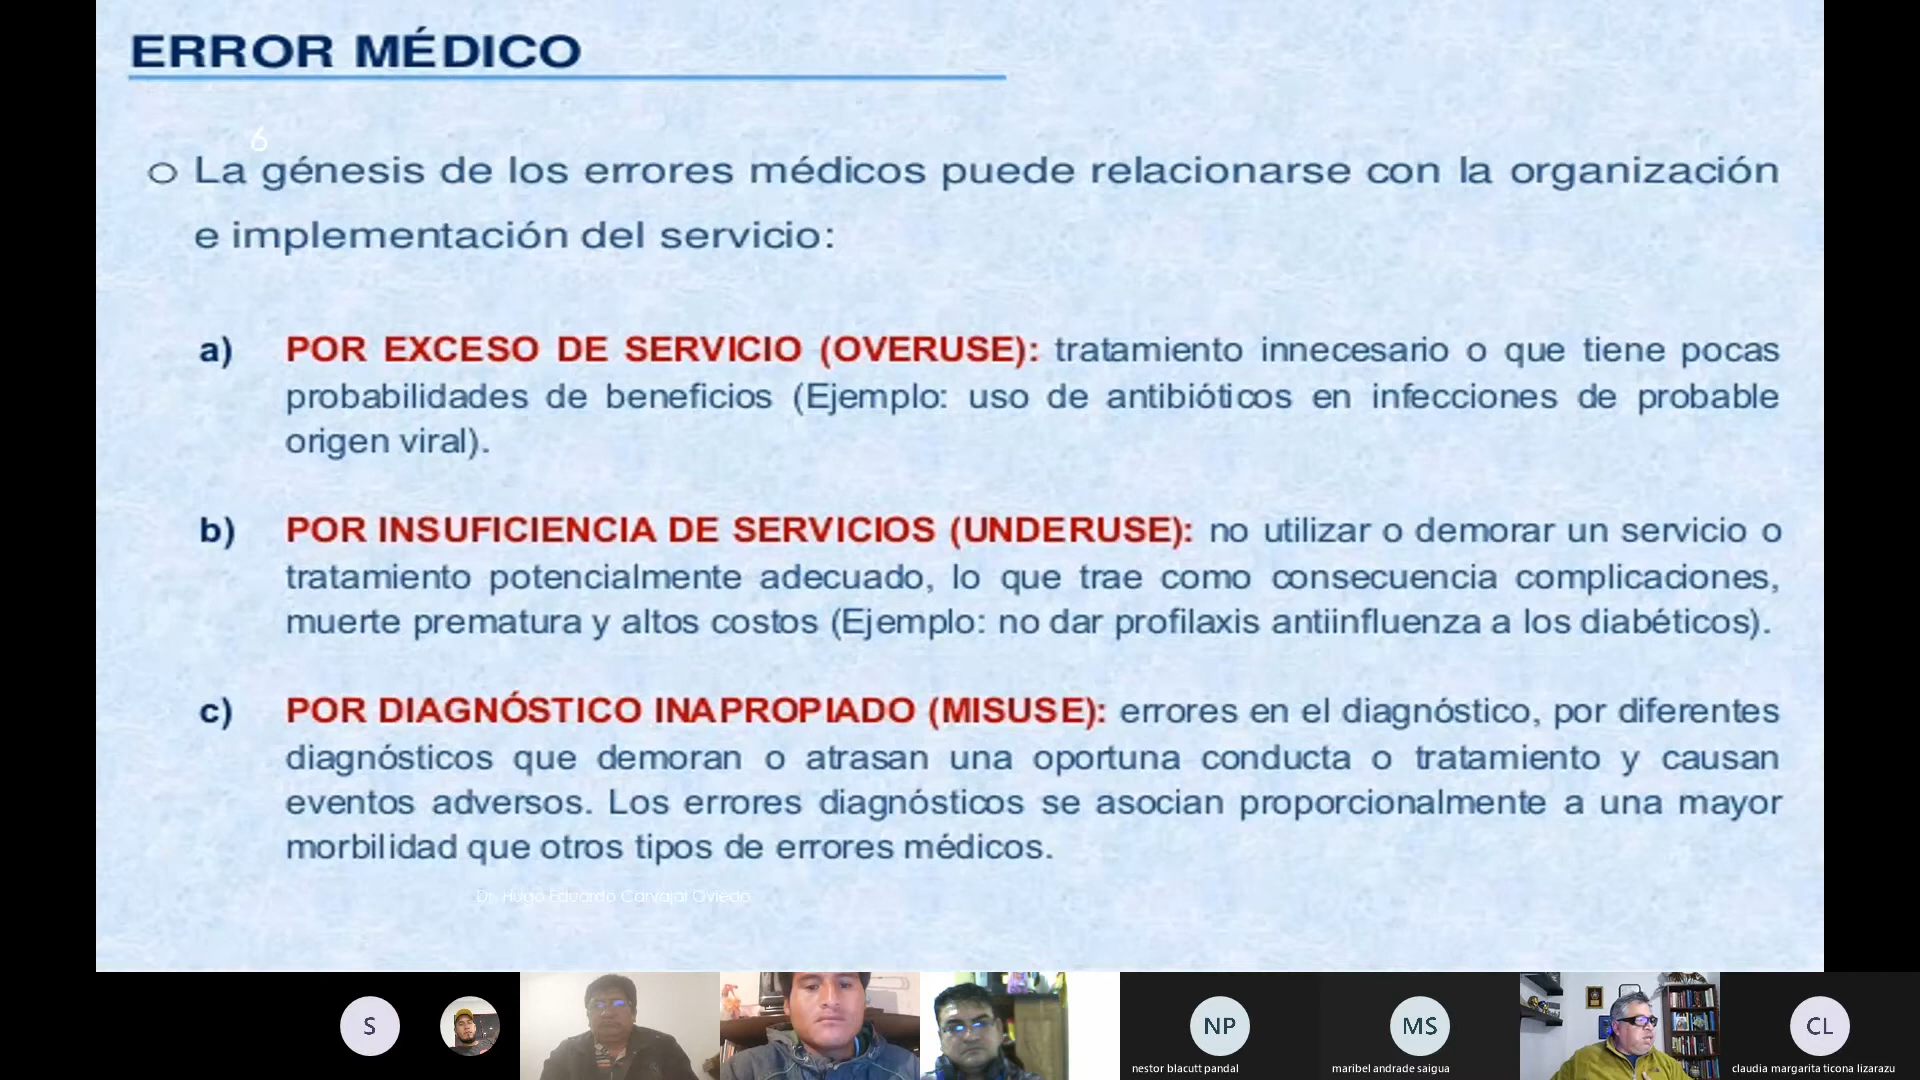 ERROR MÉDICO
6
o La génesis de los errores médicos puede relacionarse con la organización
e implementación del servicio:
a) POR EXCESO DE SERVICIO (OVERUSE): tratamiento innecesario o que tiene pocas
probabilidades de beneficios (Ejemplo: uso de antibióticos en infecciones de probable
origen viral).
b) POR INSUFICIENCIA DE SERVICIOS (UNDERUSE): no utilizar o demorar un servicio o
tratamiento potencialmente adecuado, lo que trae como consecuencia complicaciones,
muerte prematura y altos costos (Ejemplo: no dar profilaxis antiinfluenza a los diabéticos).
c) POR DIAGNÓSTICO INAPROPIADO (MISUSE): errores en el diagnóstico, por diferentes
diagnósticos que demoran o atrasan una oportuna conducta o tratamiento y causan
eventos adversos. Los errores diagnósticos se asocian proporcionalmente a una mayor
morbilidad que otros tipos de errores médicos.
Dr. Hugo Eduardo Carvajal Oviedo
S
NP
MS
CL
nestor blacutt pandal
maribel andrade saigua
claudia margarita ticona lizarazu